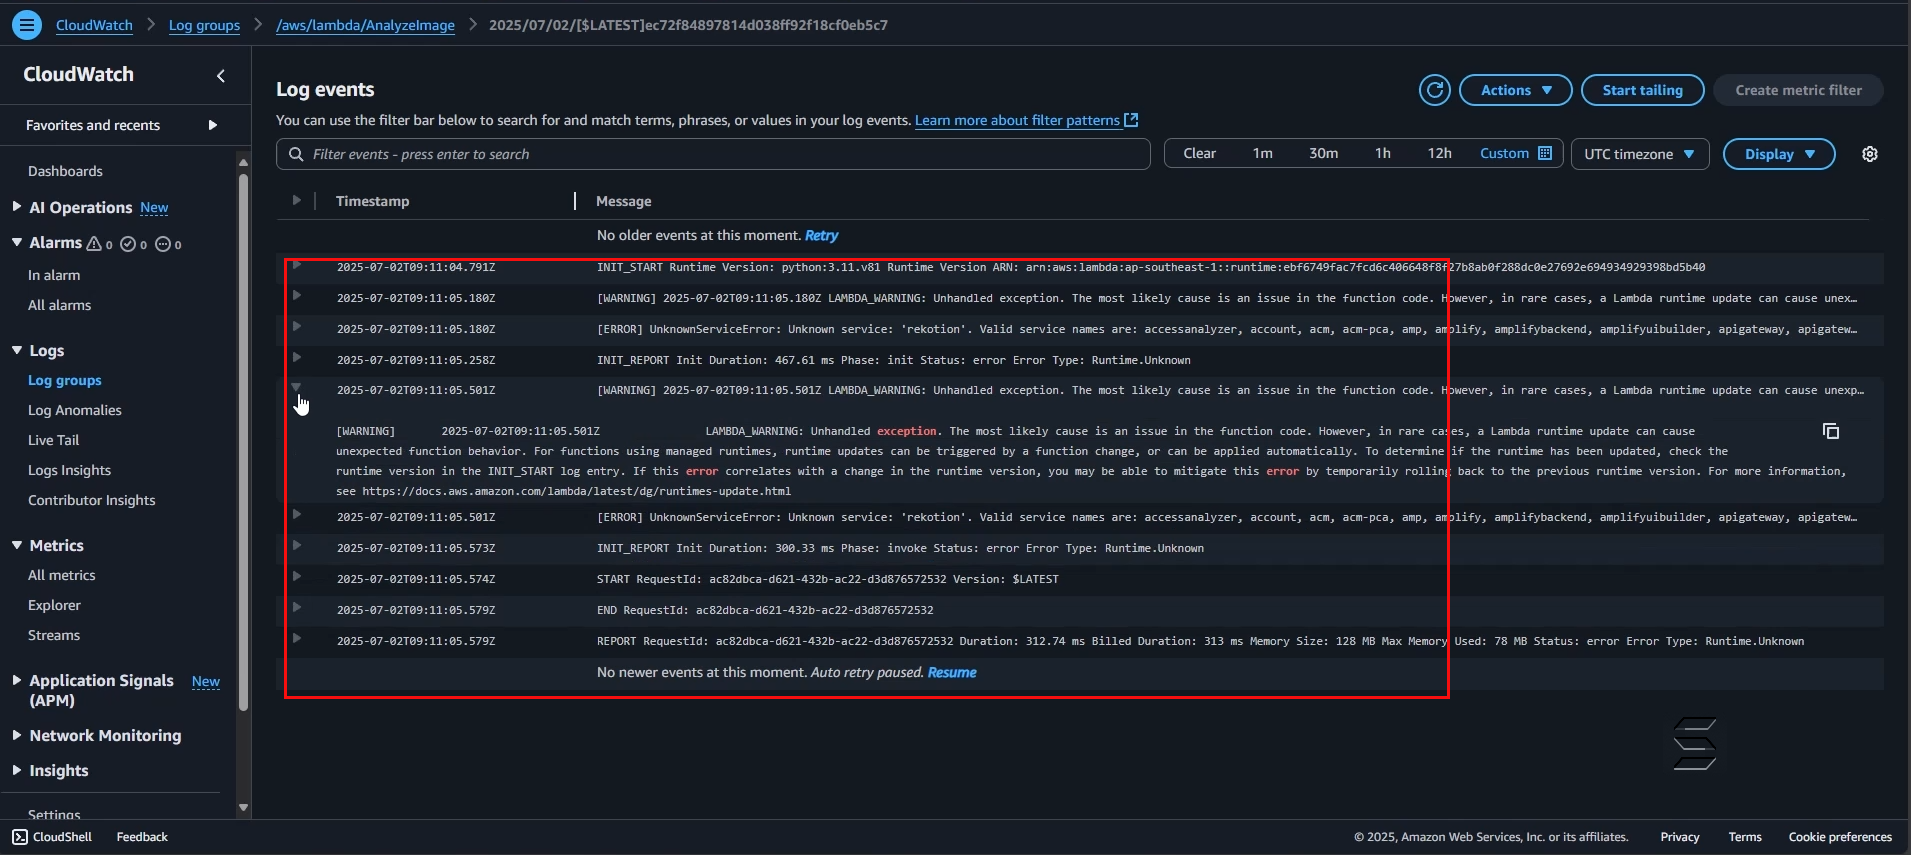 CloudWatch > Log groups > /aws/lambda/AnalyzeImage > 2025/07/02/[$LATEST]ec72f84897814d038ff92f18cf0eb5c7
CloudWatch
Favorites and recents
Dashboards
AI Operations New
Alarms 0 0 0
In alarm
All alarms
Logs
Log groups
Log Anomalies
Live Tail
Logs Insights
Contributor Insights
Metrics
All metrics
Explorer
Streams
Application Signals New
(APM)
Network Monitoring
Insights
Settings
Log events
Actions
Start tailing
Create metric filter
You can use the filter bar below to search for and match terms, phrases, or values in your log events. Learn more about filter patterns
Filter events - press enter to search
Clear 1m 30m 1h 12h Custom
UTC timezone
Display
Timestamp Message
No older events at this moment. Retry
2025-07-02T09:11:04.791Z INIT_START Runtime Version: python:3.11.v81 Runtime Version ARN: arn:aws:lambda:ap-southeast-1::runtime:ebf6749fac7fcd6c406648f8f27b8ab0f288dc0e27692e694934929398bd5b40
2025-07-02T09:11:05.180Z [WARNING] 2025-07-02T09:11:05.180Z LAMBDA_WARNING: Unhandled exception. The most likely cause is an issue in the function code. However, in rare cases, a Lambda runtime update can cause unex…
2025-07-02T09:11:05.180Z [ERROR] UnknownServiceError: Unknown service: 'rekotion'. Valid service names are: accessanalyzer, account, acm, acm-pca, amp, amplify, amplifybackend, amplifyuibuilder, apigateway, apigatew…
2025-07-02T09:11:05.258Z INIT_REPORT Init Duration: 467.61 ms Phase: init Status: error Error Type: Runtime.Unknown
2025-07-02T09:11:05.501Z [WARNING] 2025-07-02T09:11:05.501Z LAMBDA_WARNING: Unhandled exception. The most likely cause is an issue in the function code. However, in rare cases, a Lambda runtime update can cause unexp…
[WARNING] 2025-07-02T09:11:05.501Z LAMBDA_WARNING: Unhandled exception. The most likely cause is an issue in the function code. However, in rare cases, a Lambda runtime update can cause
unexpected function behavior. For functions using managed runtimes, runtime updates can be triggered by a function change, or can be applied automatically. To determine if the runtime has been updated, check the
runtime version in the INIT_START log entry. If this error correlates with a change in the runtime version, you may be able to mitigate this error by temporarily rolling back to the previous runtime version. For more information,
see https://docs.aws.amazon.com/lambda/latest/dg/runtimes-update.html
2025-07-02T09:11:05.501Z [ERROR] UnknownServiceError: Unknown service: 'rekotion'. Valid service names are: accessanalyzer, account, acm, acm-pca, amp, amplify, amplifybackend, amplifyuibuilder, apigateway, apigatew…
2025-07-02T09:11:05.573Z INIT_REPORT Init Duration: 300.33 ms Phase: invoke Status: error Error Type: Runtime.Unknown
2025-07-02T09:11:05.574Z START RequestId: ac82dbca-d621-432b-ac22-d3d876572532 Version: $LATEST
2025-07-02T09:11:05.579Z END RequestId: ac82dbca-d621-432b-ac22-d3d876572532
2025-07-02T09:11:05.579Z REPORT RequestId: ac82dbca-d621-432b-ac22-d3d876572532 Duration: 312.74 ms Billed Duration: 313 ms Memory Size: 128 MB Max Memory Used: 78 MB Status: error Error Type: Runtime.Unknown
No newer events at this moment. Auto retry paused. Resume
CloudShell Feedback © 2025, Amazon Web Services, Inc. or its affiliates. Privacy Terms Cookie preferences